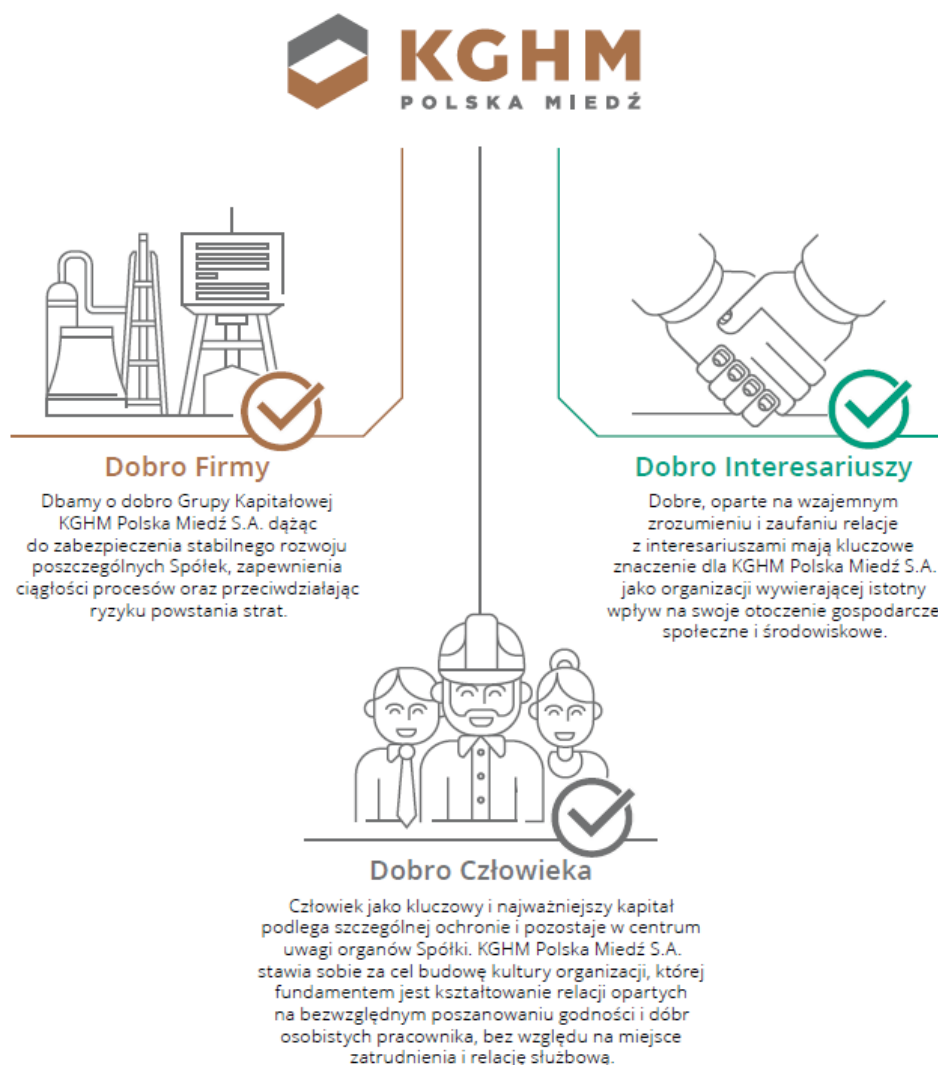 KGHM
POLSKA MIEDŹ
Dobro Firmy
Dbamy o dobro Grupy Kapitałowej
KGHM Polska Miedź S.A. dążąc
do zabezpieczenia stabilnego rozwoju
poszczególnych Spółek, zapewnienia
ciągłości procesów oraz przeciwdziałając
ryzyku powstania strat.
Dobro Interesariuszy
Dobre, oparte na wzajemnym
zrozumieniu i zaufaniu relacje
z interesariuszami mają kluczowe
znaczenie dla KGHM Polska Miedź S.A.
jako organizacji wywierającej istotny
wpływ na swoje otoczenie gospodarcze
społeczne i środowiskowe.
Dobro Człowieka
Człowiek jako kluczowy i najważniejszy kapitał
podlega szczególnej ochronie i pozostaje w centrum
uwagi organów Spółki. KGHM Polska Miedź S.A.
stawia sobie za cel budowę kultury organizacji, której
fundamentem jest kształtowanie relacji opartych
na bezwzględnym poszanowaniu godności i dóbr
osobistych pracownika, bez względu na miejsce
zatrudnienia i relację służbową.